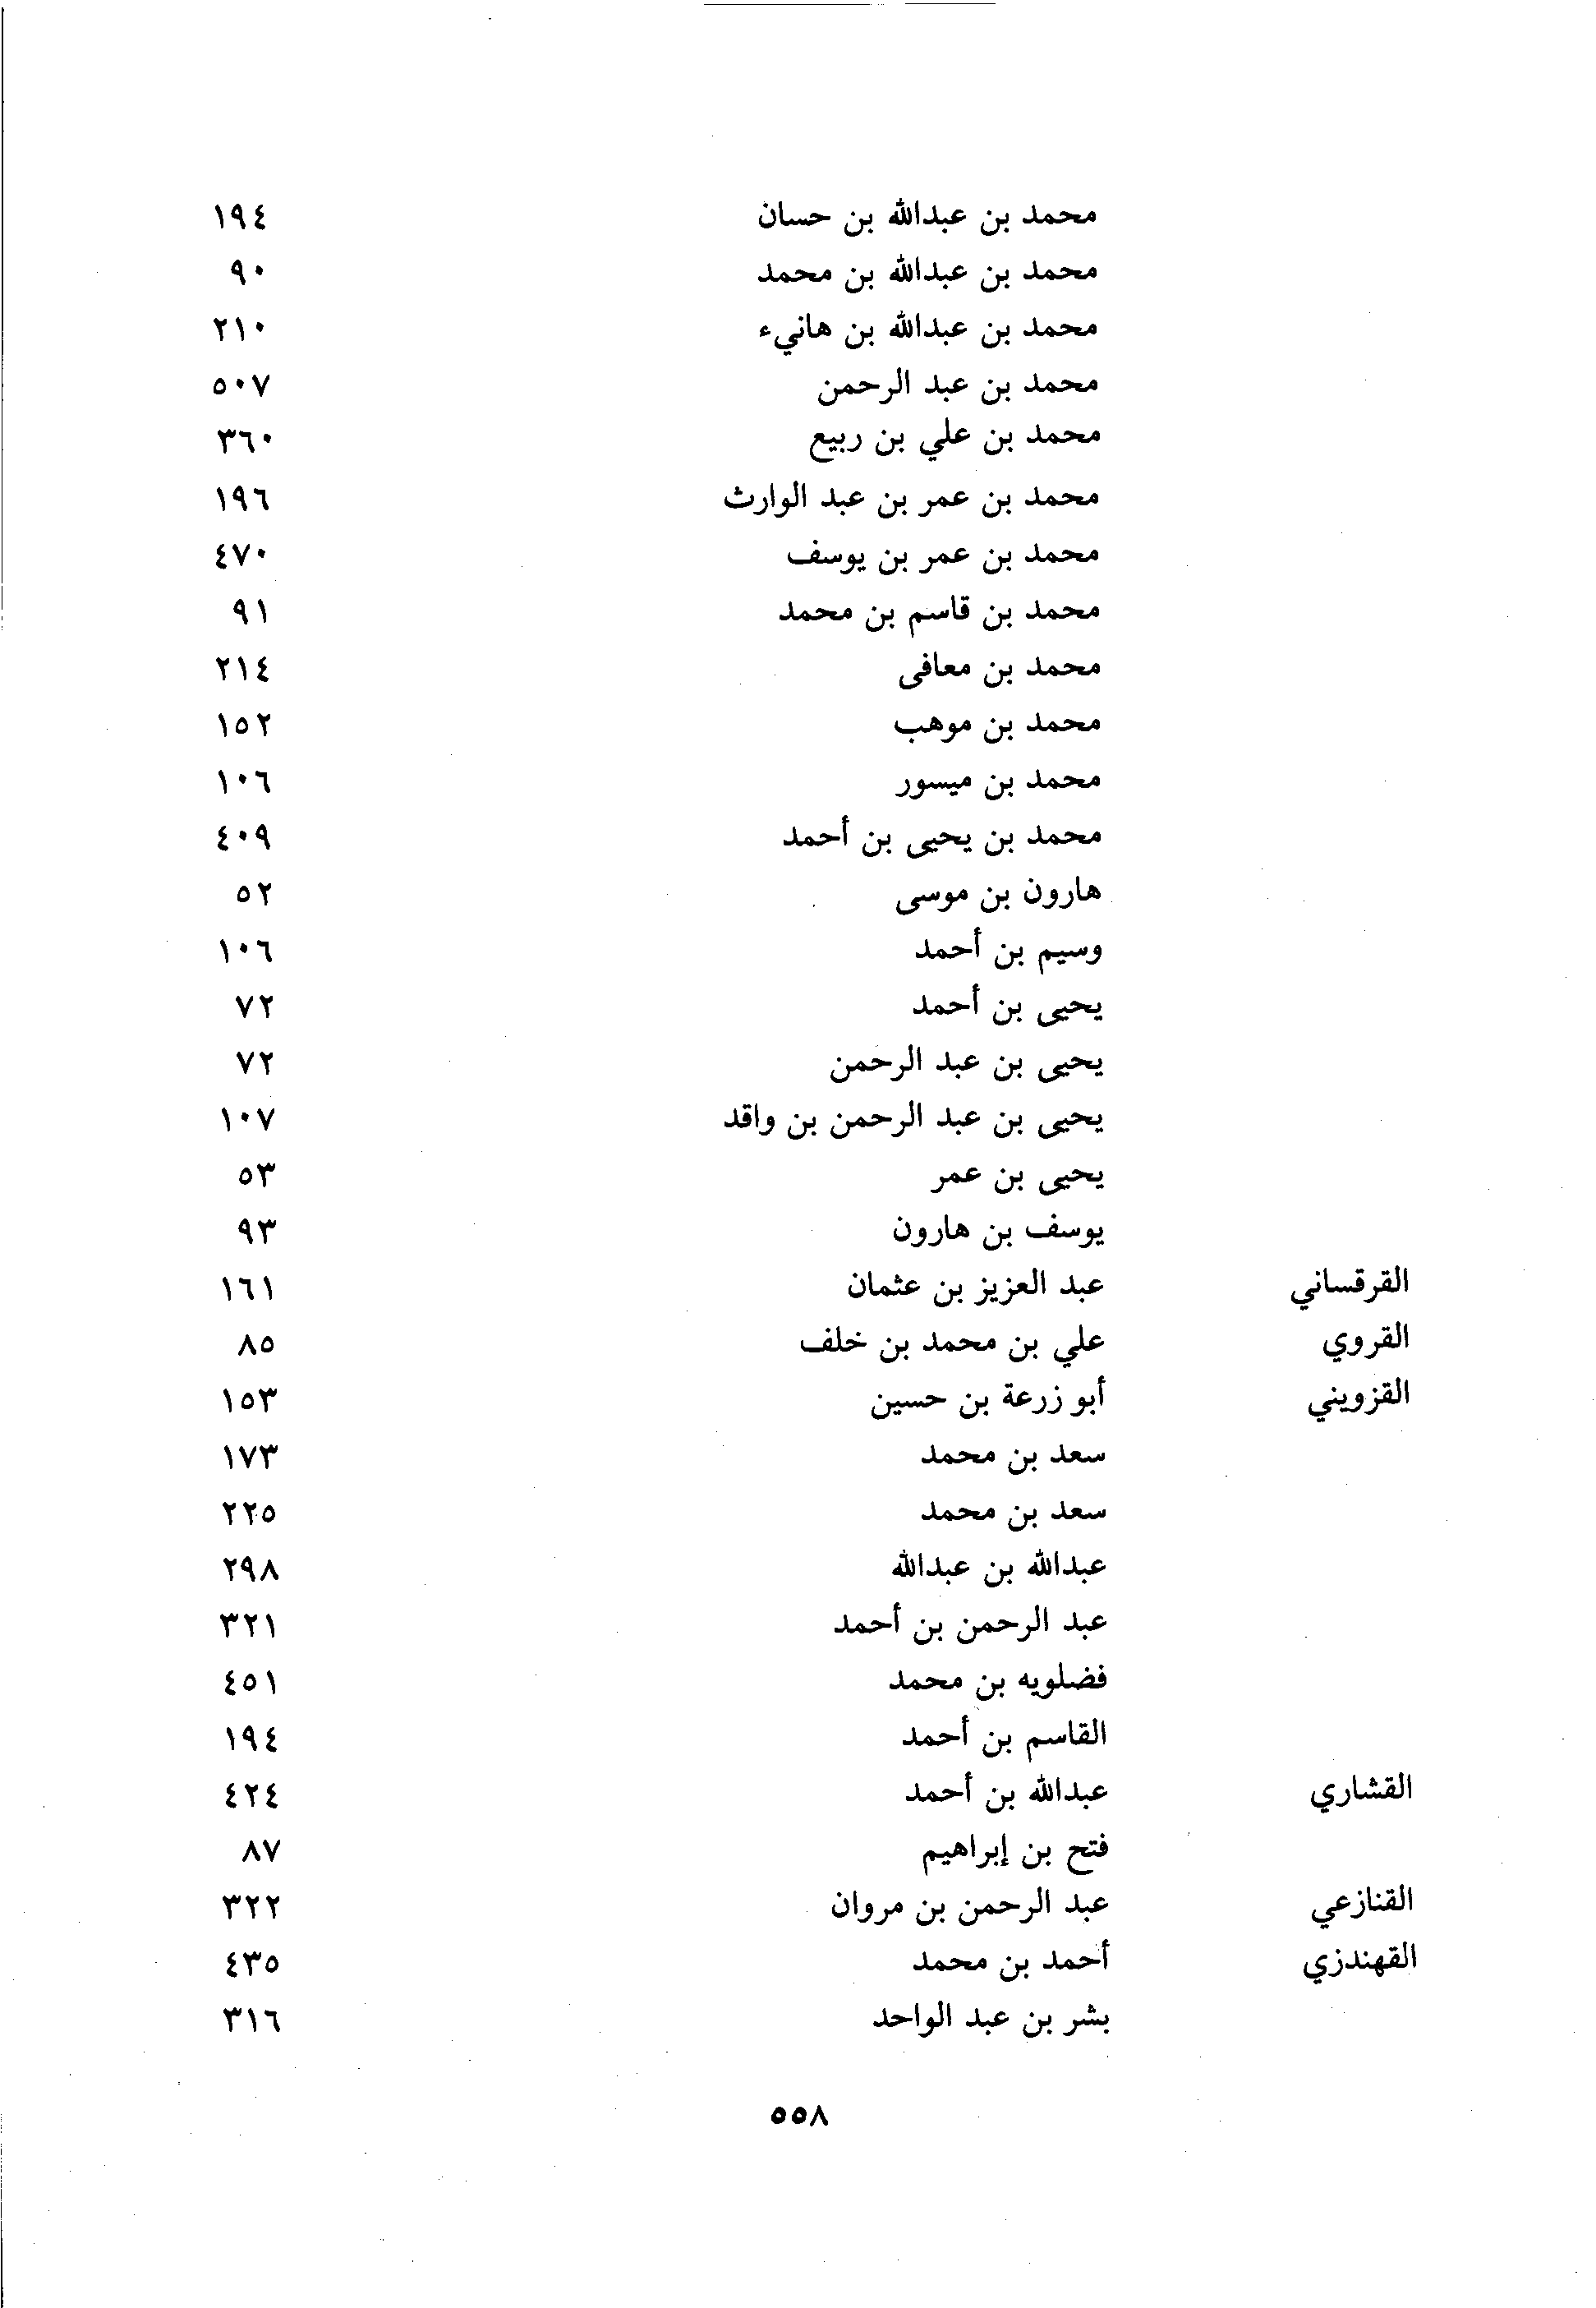 محمد بن عبدالله بن حسان ١٩٤
محمد بن عبدالله بن محمد ٩٠
محمد بن عبدالله بن هانيء ٢١٠
محمد بن عبد الرحمن ٥٠٧
محمد بن علي بن ربيع ٣٦٠
محمد بن عمر بن عبد الوارث ١٩٦
محمد بن عمر بن يوسف ٤٧٠
محمد بن قاسم بن محمد ٩١
محمد بن معافى ٢١٤
محمد بن موهب ١٥٢
محمد بن ميسور ١٠٦
محمد بن يحيى بن أحمد ٤٠٩
هارون بن موسى ٥٢
وسيم بن أحمد ١٠٦
يحيى بن أحمد ٧٢
يحيى بن عبد الرحمن ٧٢
يحيى بن عبد الرحمن بن واقد ١٠٧
يحيى بن عمر ٥٣
يوسف بن هارون ٩٣
القرقساني عبد العزيز بن عثمان ١٦١
القروي علي بن محمد بن خلف ٨٥
القزويني أبو زرعة بن حسين ١٥٣
سعد بن محمد ١٧٣
سعد بن محمد ٢٢٥
عبدالله بن عبدالله ٢٩٨
عبد الرحمن بن أحمد ٣٢١
فضلويه بن محمد ٤٥١
القاسم بن أحمد ١٩٤
القشاري عبدالله بن أحمد ٤٢٤
فتح بن إبراهيم ٨٧
القنازعي عبد الرحمن بن مروان ٣٢٢
القهندزي أحمد بن محمد ٤٣٥
بشر بن عبد الواحد ٣١٦
٥٥٨